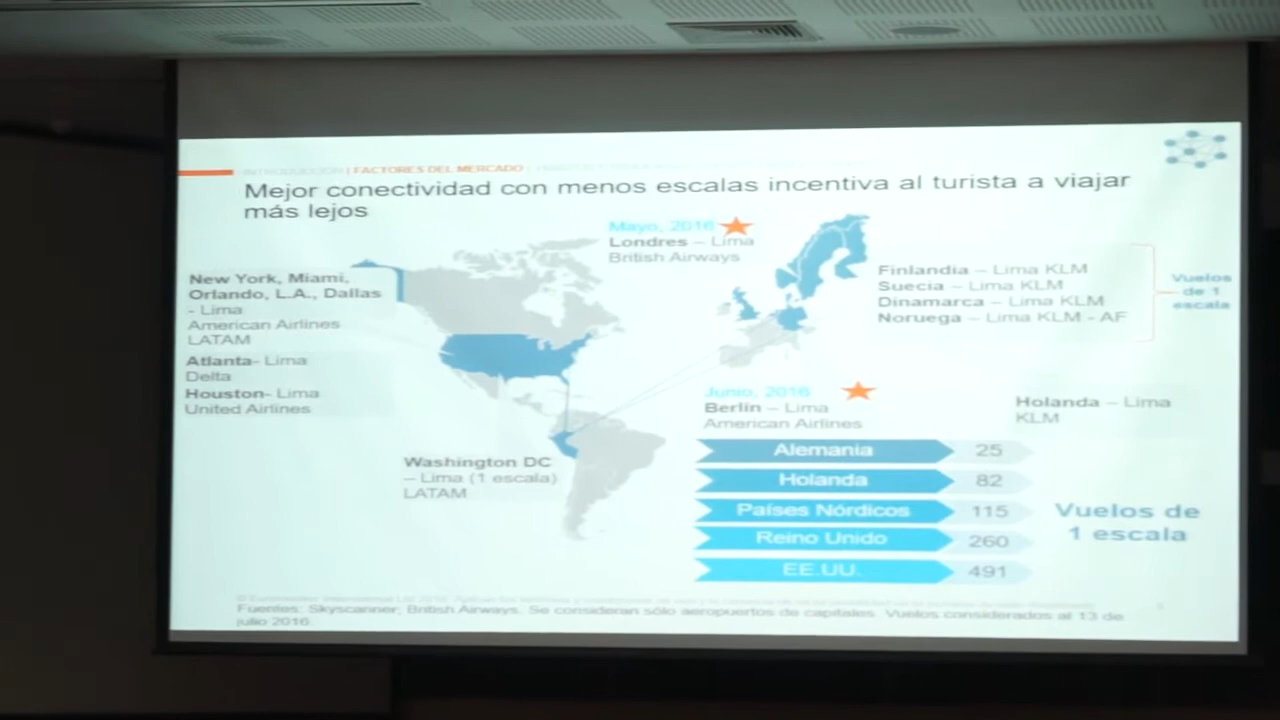 INTRODUCCIÓN | FACTORES DEL MERCADO
Mejor conectividad con menos escalas incentiva al turista a viajar
más lejos
Mayo, 2016
Londres – Lima
British Airways
New York, Miami,
Orlando, L.A., Dallas
- Lima
American Airlines
LATAM
Atlanta- Lima
Delta
Houston- Lima
United Airlines
Washington DC
– Lima (1 escala)
LATAM
Finlandia – Lima KLM
Suecia – Lima KLM
Dinamarca – Lima KLM
Noruega – Lima KLM - AF
Vuelos
de 1
escala
Junio, 2016
Berlín – Lima
American Airlines
Holanda – Lima
KLM
Alemania 25
Holanda 82
Países Nórdicos 115
Reino Unido 260
EE.UU. 491
Vuelos de
1 escala
Fuentes: Skyscanner; British Airways. Se consideran sólo aeropuertos de capitales. Vuelos considerados al 13 de
julio 2016.